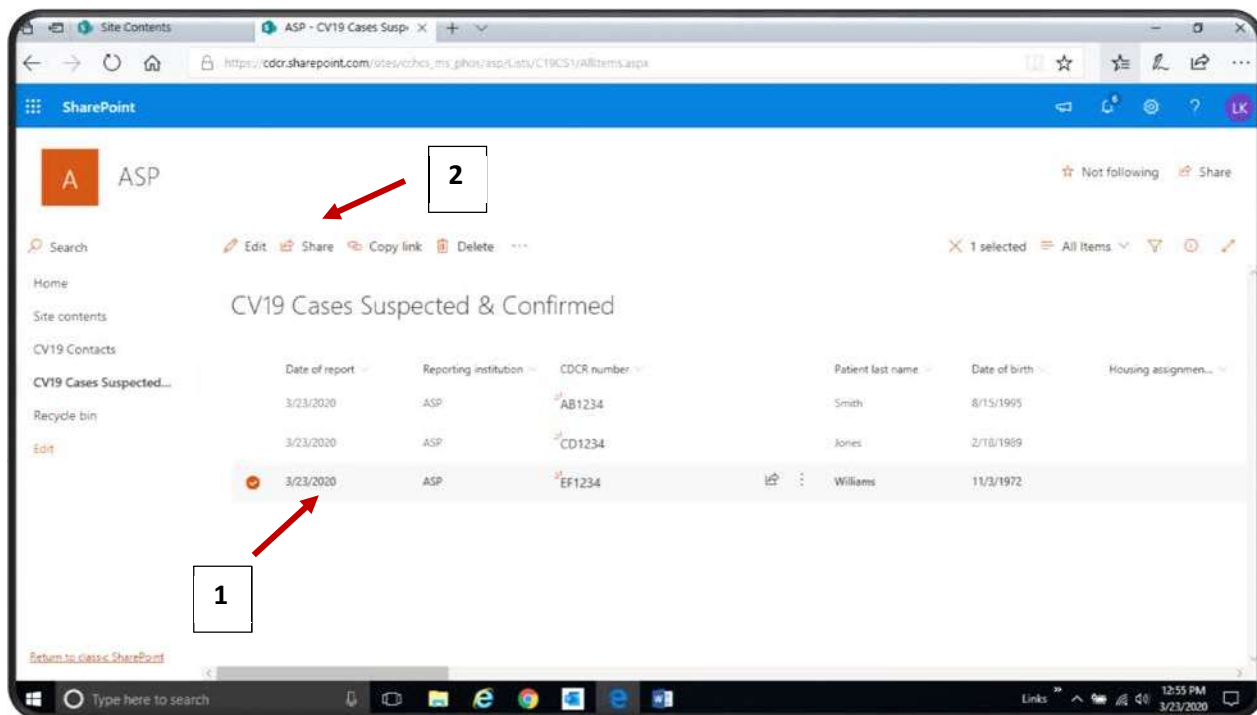 Site Contents
ASP - CV19 Cases Susp
https://cdcr.sharepoint.com/sites/cchcs_ms_phos/asp/Lists/C19CS1/AllItems.aspx
SharePoint
6
?
LK
A
ASP
2
Not following
Share
Search
Edit
Share
Copy link
Delete
1 selected
All Items
Home
Site contents
CV19 Contacts
CV19 Cases Suspected...
Recycle bin
Edit
CV19 Cases Suspected & Confirmed
Date of report
Reporting institution
CDCR number
Patient last name
Date of birth
Housing assignmen...
3/23/2020 ASP AB1234 Smith 8/15/1995
3/23/2020 ASP CD1234 Jones 2/18/1989
3/23/2020 ASP EF1234 Williams 11/3/1972
1
Return to classic SharePoint
Type here to search
Links
12:55 PM
3/23/2020